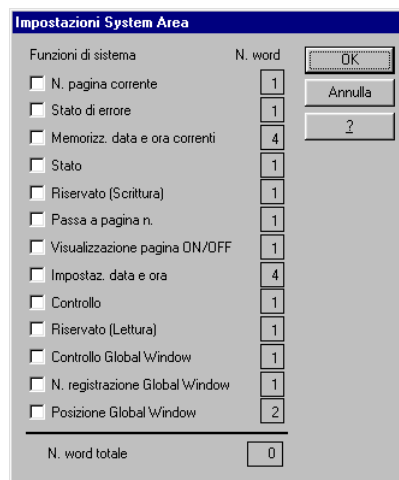 Impostazioni System Area
Funzioni di sistema N. word OK
N. pagina corrente 1 Annulla
Stato di errore 1 ?
Memorizz. data e ora correnti 4
Stato 1
Riservato (Scrittura) 1
Passa a pagina n. 1
Visualizzazione pagina ON/OFF 1
Impostaz. data e ora 4
Controllo 1
Riservato (Lettura) 1
Controllo Global Window 1
N. registrazione Global Window 1
Posizione Global Window 2
N. word totale 0